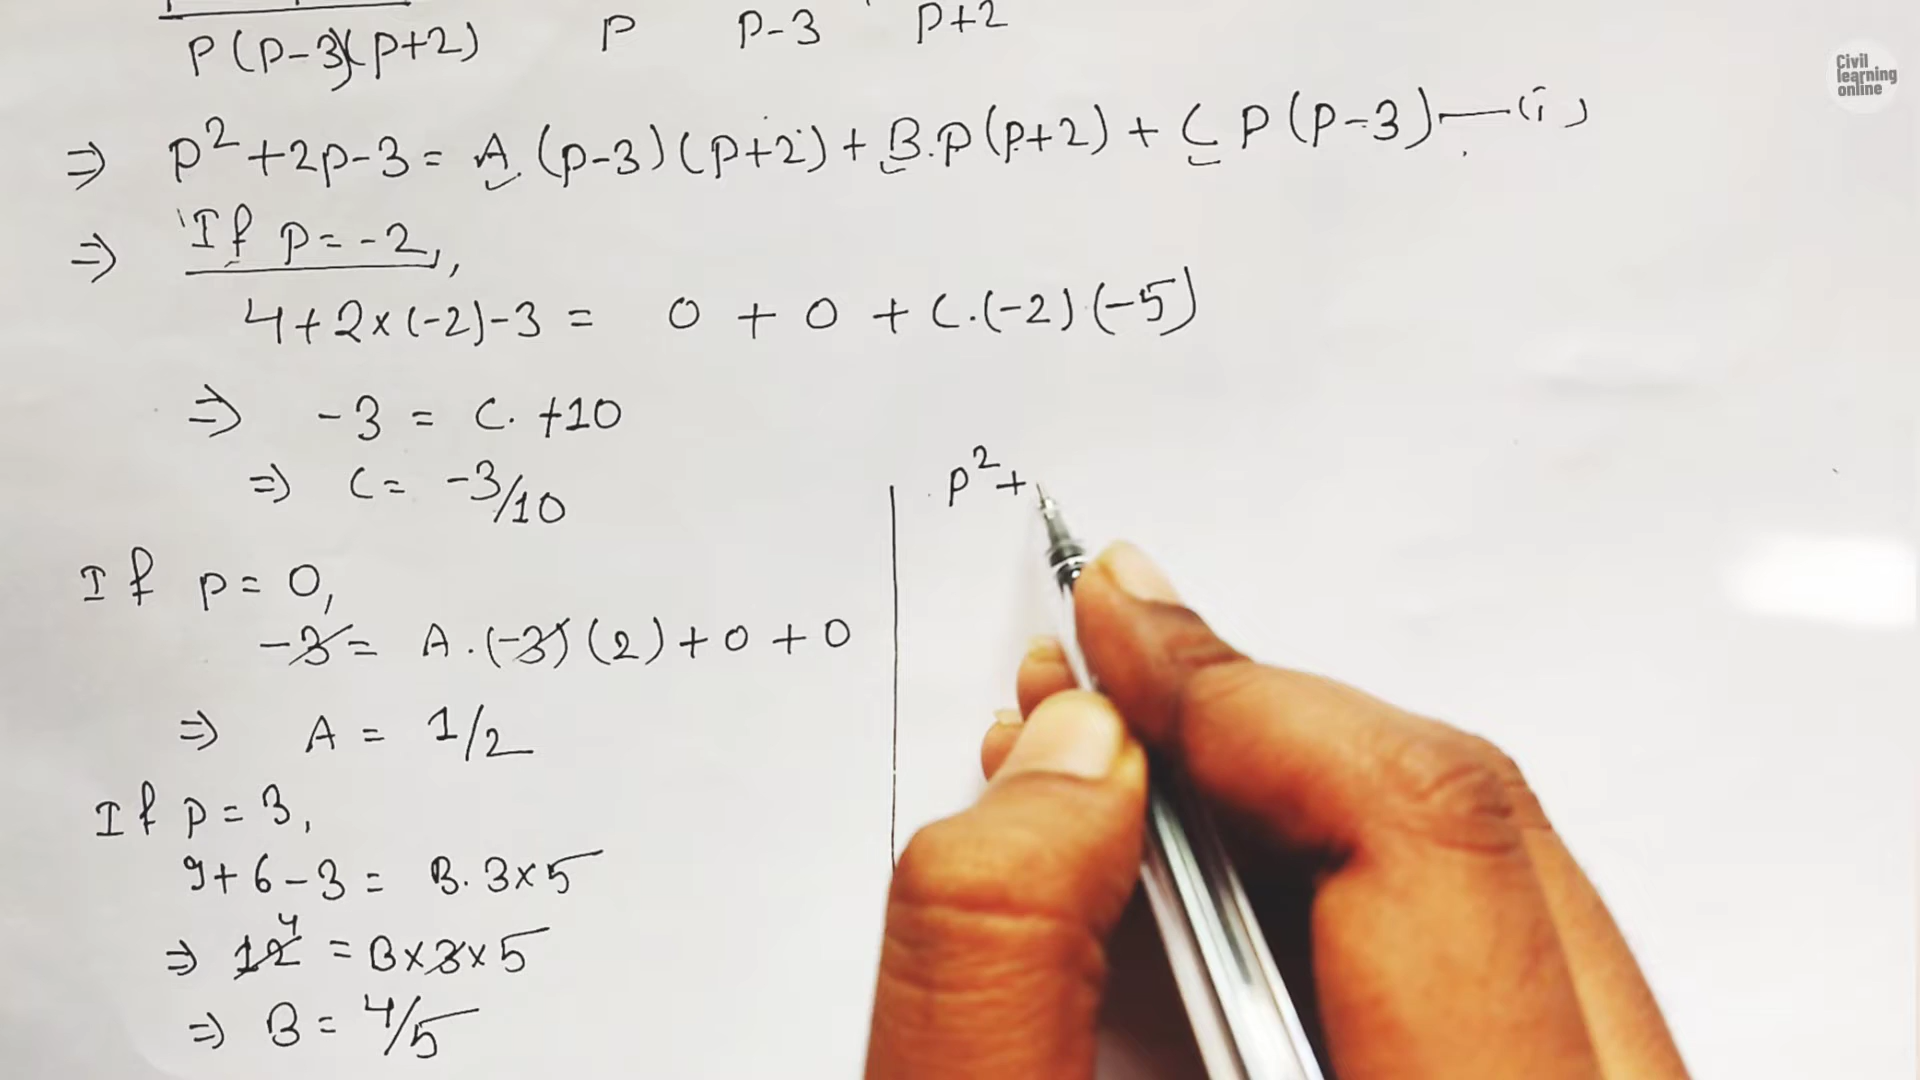 P(P-3)(P+2) P P-3 P+2
⇒ P²+2P-3 = A.(P-3)(P+2) + B.P(P+2) + C P(P-3) —(i)
⇒ If P=-2,
4+2×(-2)-3 = 0 + 0 + C.(-2)(-5)
⇒ -3 = C. +10
⇒ C = -3/10
If P=0,
-3 = A.(-3)(2)+0+0
⇒ A = 1/2
If P=3,
9+6-3 = B.3×5
⇒ 12 4 = B×3×5
⇒ B = 4/5
P²+
Civil
learning
online